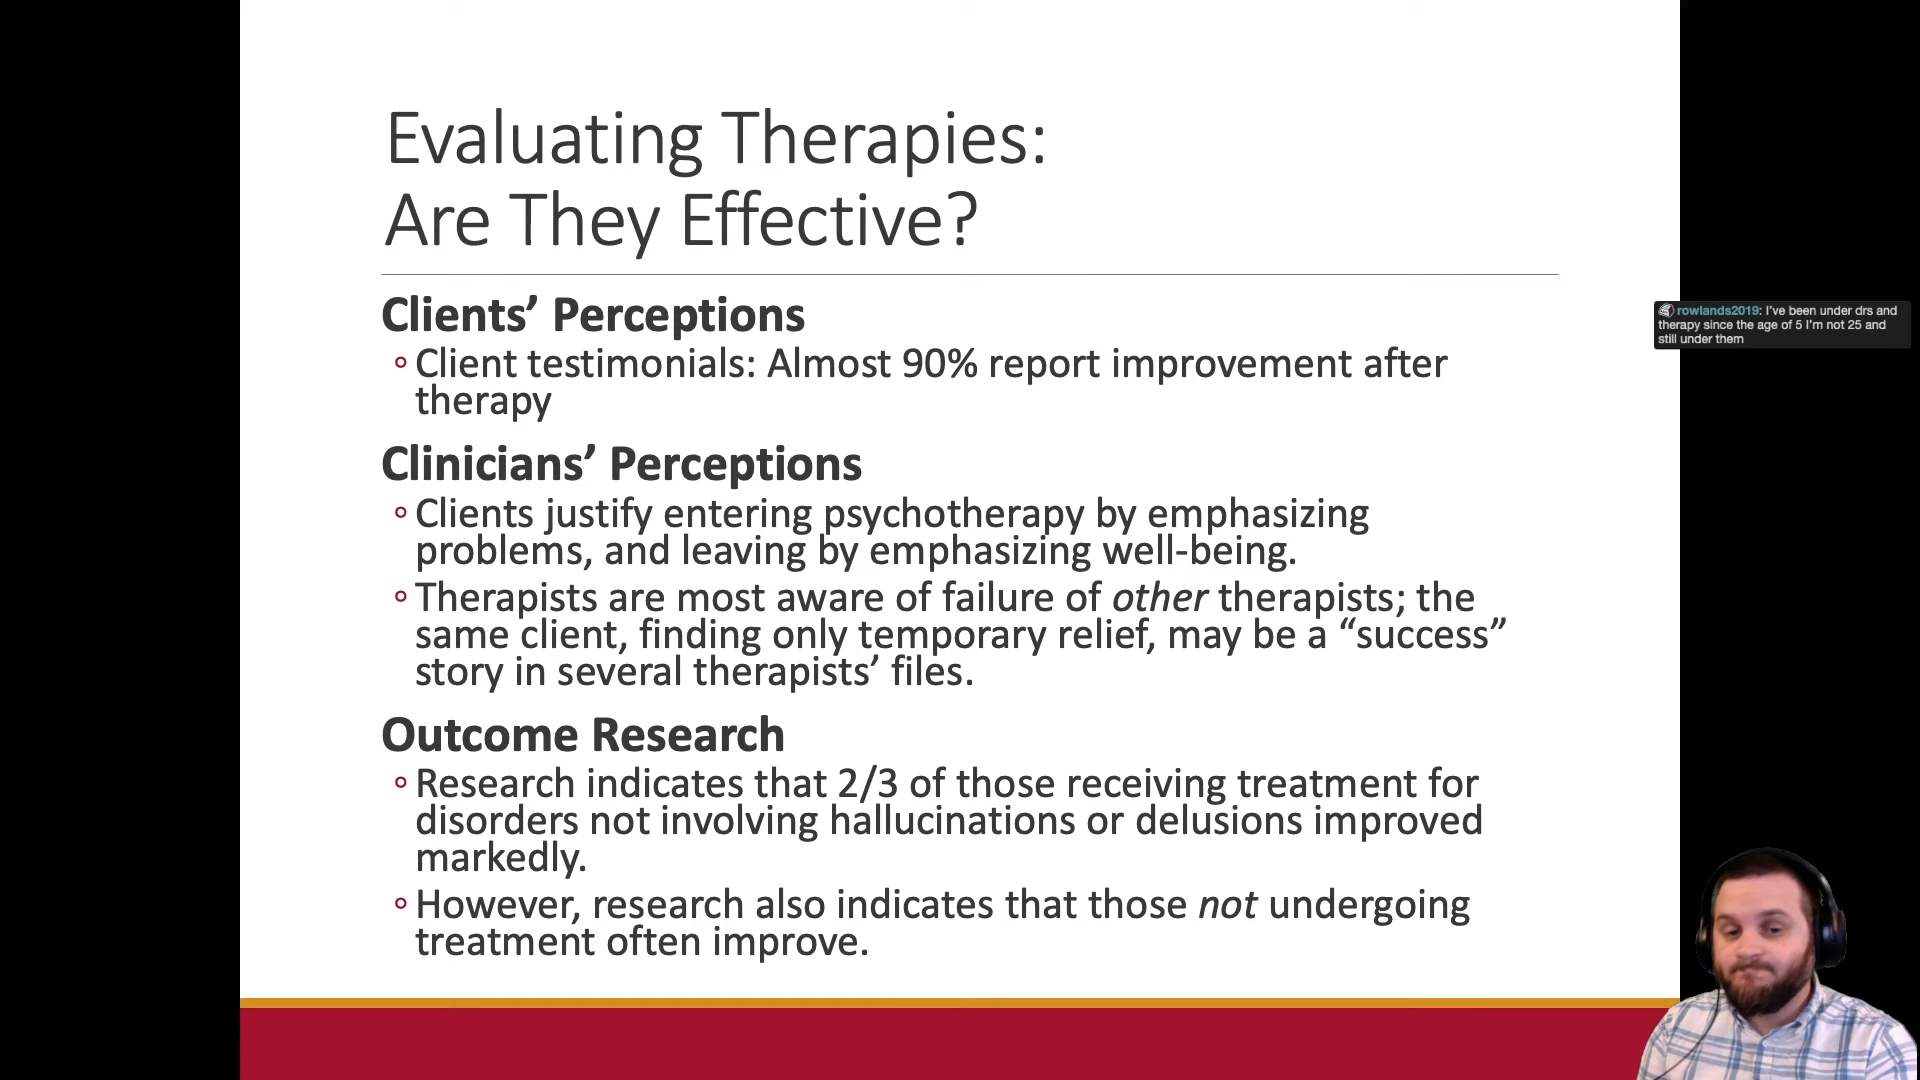 Evaluating Therapies:
Are They Effective?
Clients’ Perceptions
◦ Client testimonials: Almost 90% report improvement after
therapy
Clinicians’ Perceptions
◦ Clients justify entering psychotherapy by emphasizing
problems, and leaving by emphasizing well-being.
◦ Therapists are most aware of failure of other therapists; the
same client, finding only temporary relief, may be a “success”
story in several therapists’ files.
Outcome Research
◦ Research indicates that 2/3 of those receiving treatment for
disorders not involving hallucinations or delusions improved
markedly.
◦ However, research also indicates that those not undergoing
treatment often improve.
rowlands2019: I’ve been under drs and
therapy since the age of 5 I’m not 25 and
still under them